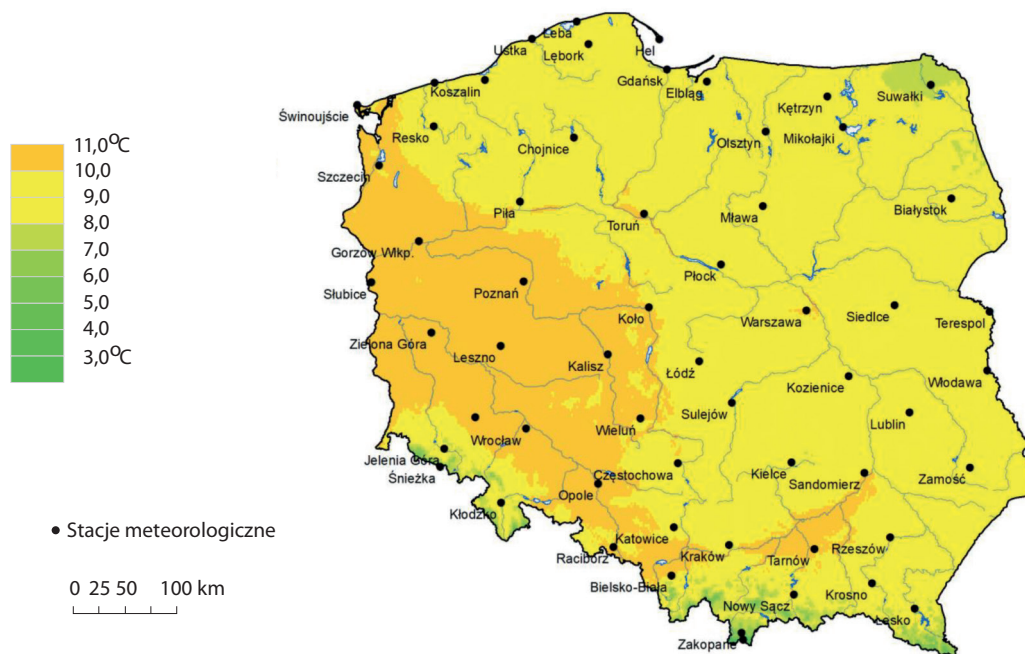 11,0°C
10,0
9,0
8,0
7,0
6,0
5,0
4,0
3,0°C
• Stacje meteorologiczne
0 25 50 100 km
Łeba
Ustka
Lębork
Hel
Gdańsk
Elbląg
Koszalin
Świnoujście
Resko
Chojnice
Olsztyn
Kętrzyn
Mikołajki
Suwałki
Szczecin
Piła
Toruń
Mława
Białystok
Gorzów Wlkp.
Słubice
Poznań
Płock
Koło
Warszawa
Siedlce
Terespol
Zielona Góra
Leszno
Kalisz
Łódź
Kozienice
Włodawa
Sulejów
Lublin
Wrocław
Wieluń
Jelenia Góra
Śnieżka
Częstochowa
Kielce
Sandomierz
Zamość
Opole
Kłodzko
Katowice
Kraków
Tarnów
Rzeszów
Racibórz
Bielsko-Biała
Nowy Sącz
Krosno
Lesko
Zakopane